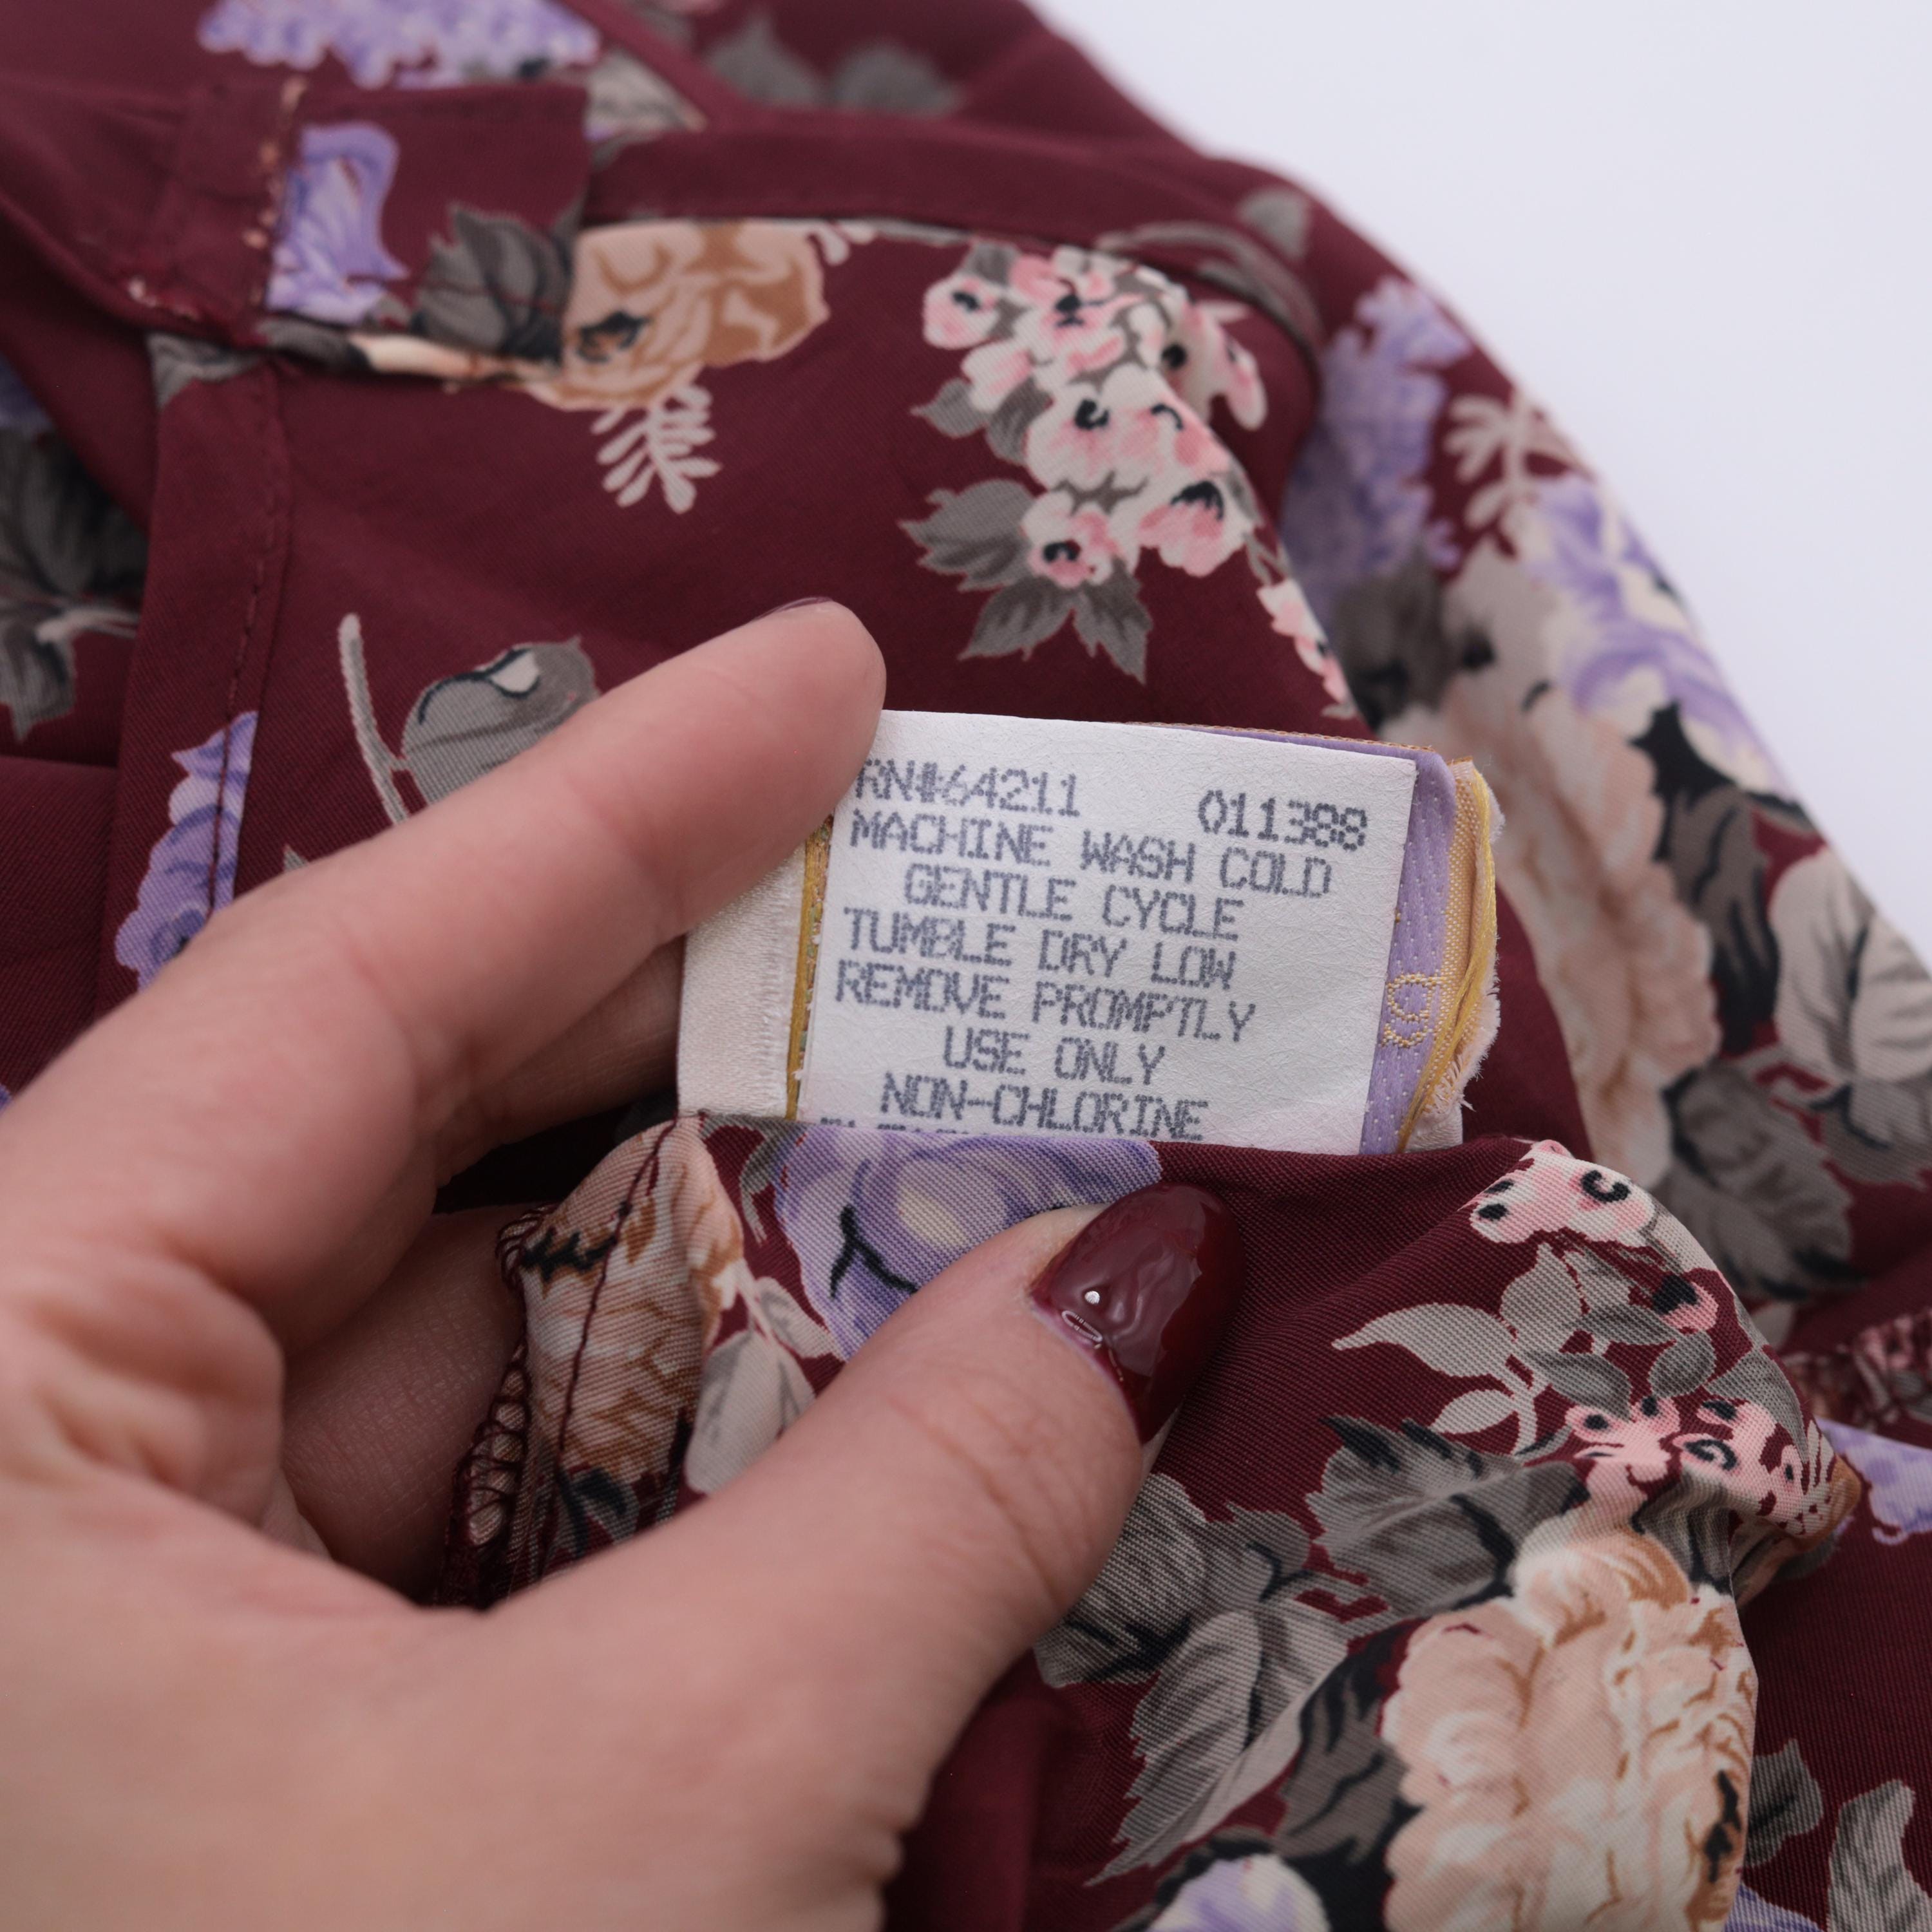 RN#64211 011388
MACHINE WASH COLD
GENTLE CYCLE
TUMBLE DRY LOW
REMOVE PROMPTLY
USE ONLY
NON-CHLORINE